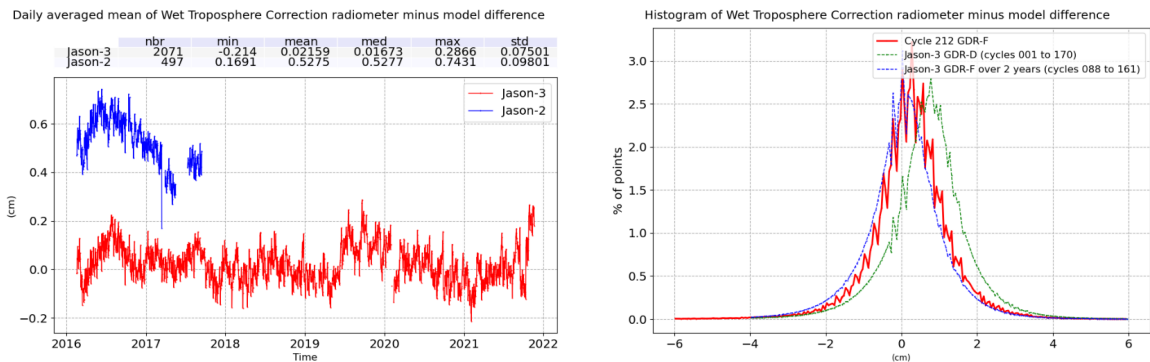 Daily averaged mean of Wet Troposphere Correction radiometer minus model difference
nbr min mean med max std
Jason-3 2071 -0.214 0.02159 0.01673 0.2866 0.07501
Jason-2 497 0.1691 0.5275 0.5277 0.7431 0.09801
Jason-3
Jason-2
0.6
0.4
0.2
0.0
−0.2
(cm)
2016 2017 2018 2019 2020 2021 2022
Time
Histogram of Wet Troposphere Correction radiometer minus model difference
Cycle 212 GDR-F
Jason-3 GDR-D (cycles 001 to 170)
Jason-3 GDR-F over 2 years (cycles 088 to 161)
3.0
2.5
2.0
1.5
1.0
0.5
0.0
% of points
−6 −4 −2 0 2 4 6
(cm)